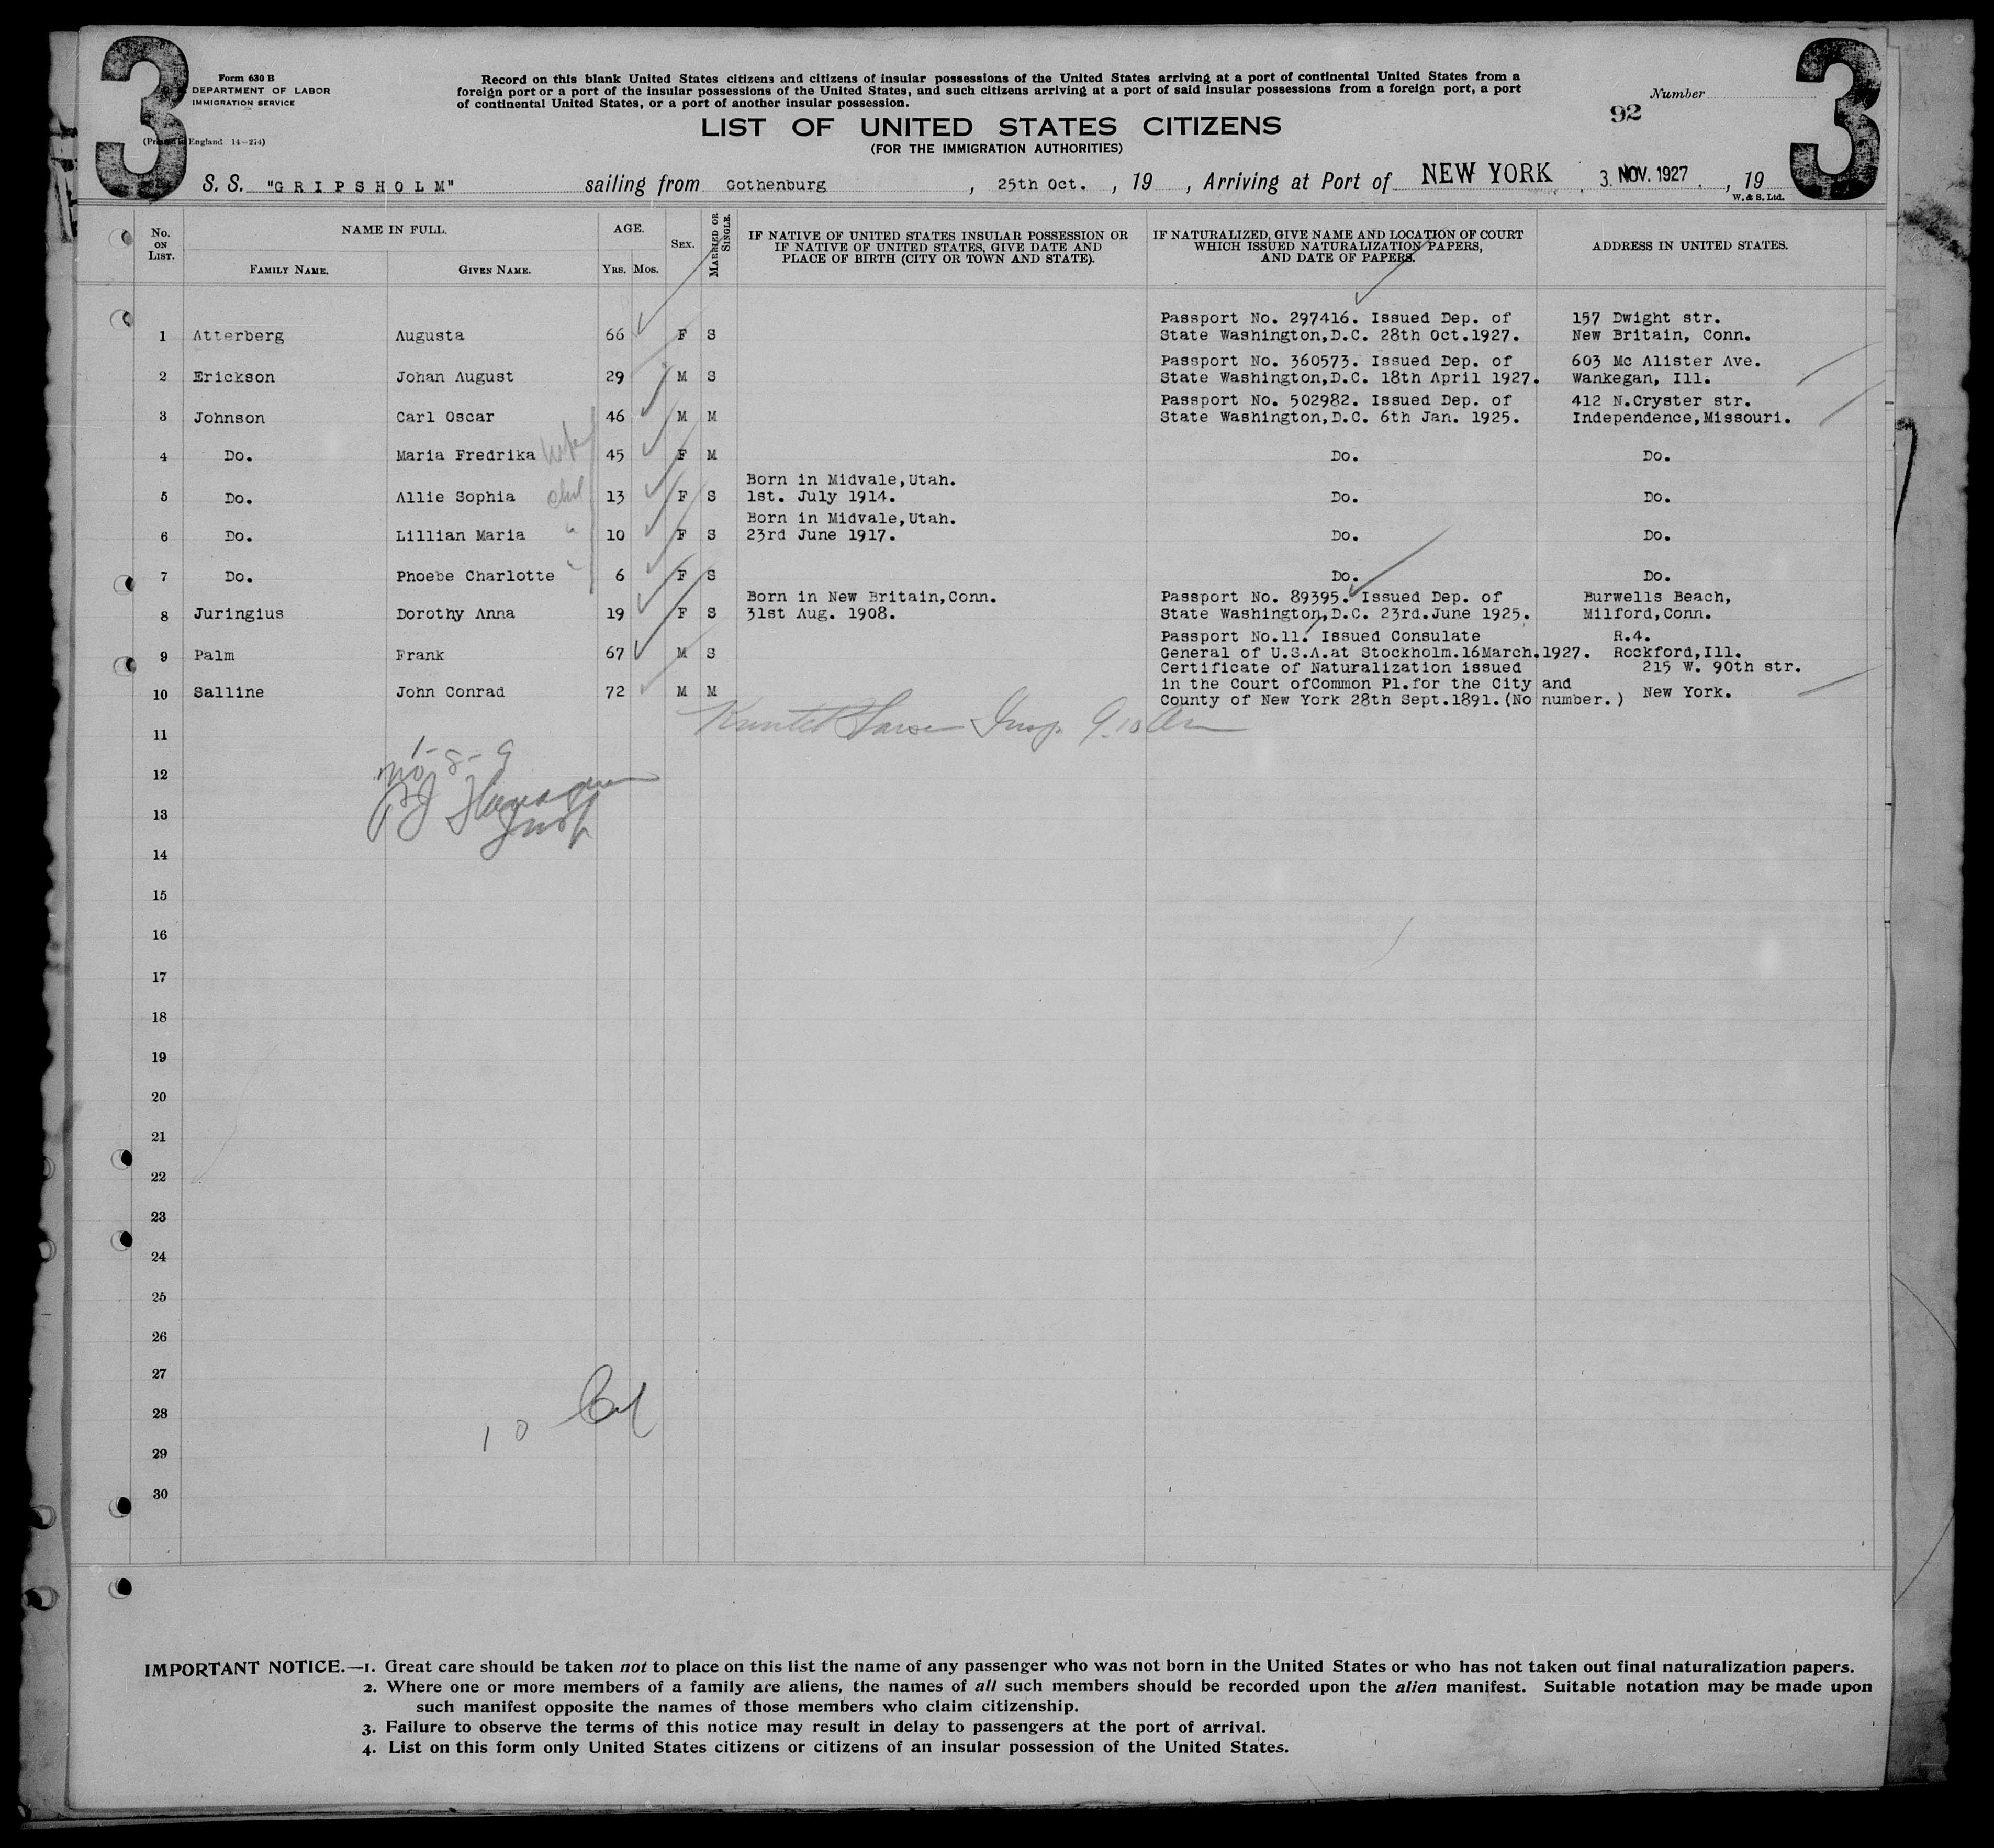 3
3
Form 630 B
DEPARTMENT OF LABOR
IMMIGRATION SERVICE
(Printed in England 14—274)
Record on this blank United States citizens and citizens of insular possessions of the United States arriving at a port of continental United States from a
foreign port or a port of the insular possessions of the United States, and such citizens arriving at a port of said insular possessions from a foreign port, a port
of continental United States, or a port of another insular possession.
Number
92
LIST OF UNITED STATES CITIZENS
(FOR THE IMMIGRATION AUTHORITIES)
S. S. "GRIPSHOLM" sailing from Gothenburg, 25th Oct., 19 , Arriving at Port of NEW YORK 3. NOV. 1927, 19
W. & S. Ltd.
No. ON LIST.
NAME IN FULL.
FAMILY NAME.
GIVEN NAME.
AGE.
YRS. MOS.
SEX.
MARRIED OR SINGLE.
IF NATIVE OF UNITED STATES INSULAR POSSESSION OR
IF NATIVE OF UNITED STATES, GIVE DATE AND
PLACE OF BIRTH (CITY OR TOWN AND STATE).
IF NATURALIZED, GIVE NAME AND LOCATION OF COURT
WHICH ISSUED NATURALIZATION PAPERS,
AND DATE OF PAPERS.
ADDRESS IN UNITED STATES.
Passport No. 297416. Issued Dep. of 157 Dwight str.
1 Atterberg Augusta 66 F S State Washington,D.C. 28th Oct.1927. New Britain, Conn.
Passport No. 360573. Issued Dep. of 603 Mc Alister Ave.
2 Erickson Johan August 29 M S State Washington,D.C. 18th April 1927. Wankegan, Ill.
Passport No. 502982. Issued Dep. of 412 N.Cryster str.
3 Johnson Carl Oscar 46 M M State Washington,D.C. 6th Jan. 1925. Independence,Missouri.
4 Do. Maria Fredrika wife 45 F M Do. Do.
Born in Midvale,Utah.
5 Do. Allie Sophia 13 F S 1st. July 1914. Do. Do.
Born in Midvale,Utah.
6 Do. Lillian Maria " 10 F S 23rd June 1917. Do. Do.
7 Do. Phoebe Charlotte " 6 F S Do. Do.
Born in New Britain,Conn. Passport No. 89395. Issued Dep. of Burwells Beach,
8 Juringius Dorothy Anna 19 F S 31st Aug. 1908. State Washington,D.C. 23rd.June 1925. Milford,Conn.
Passport No.11. Issued Consulate R.4.
9 Palm Frank 67 M S General of U.S.A.at Stockholm.16March.1927. Rockford,Ill.
Certificate of Naturalization issued 215 W. 90th str.
10 Salline John Conrad 72 M M in the Court ofCommon Pl.for the City and New York.
County of New York 28th Sept.1891.(No number.)
11
1-8-9
12
13
Insp
14
15
16
17
18
19
20
21
22
23
24
25
26
27
28
10
29
30
IMPORTANT NOTICE.—1. Great care should be taken not to place on this list the name of any passenger who was not born in the United States or who has not taken out final naturalization papers.
2. Where one or more members of a family are aliens, the names of all such members should be recorded upon the alien manifest. Suitable notation may be made upon
such manifest opposite the names of those members who claim citizenship.
3. Failure to observe the terms of this notice may result in delay to passengers at the port of arrival.
4. List on this form only United States citizens or citizens of an insular possession of the United States.